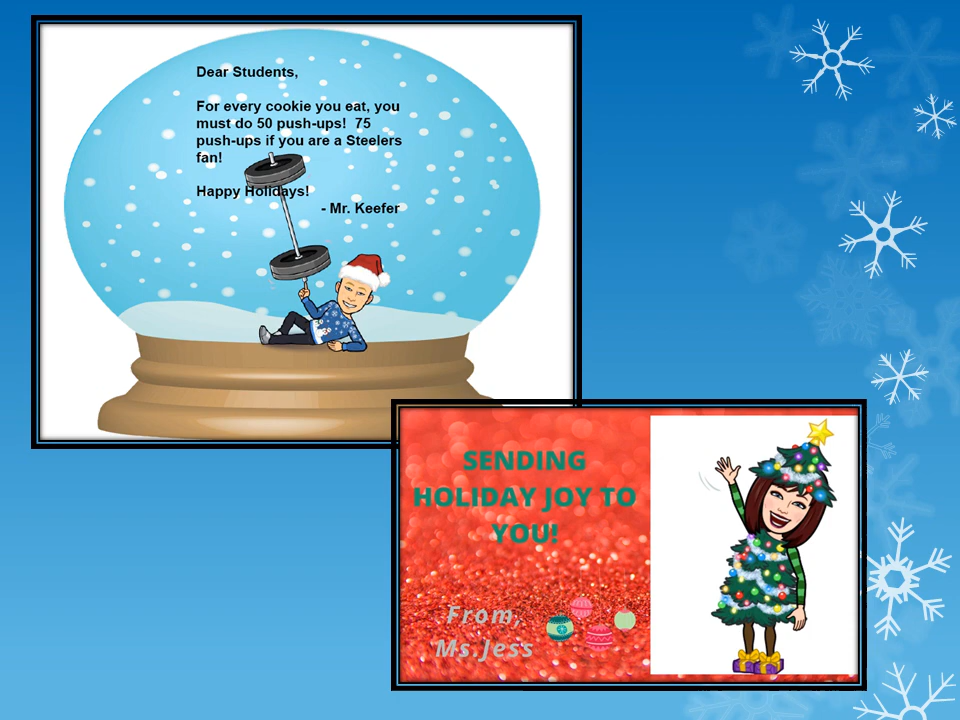 Dear Students,
For every cookie you eat, you
must do 50 push-ups!  75
push-ups if you are a Steelers
fan!
Happy Holidays!
- Mr. Keefer
SENDING
HOLIDAY JOY TO
YOU!
From,
Ms.Jess